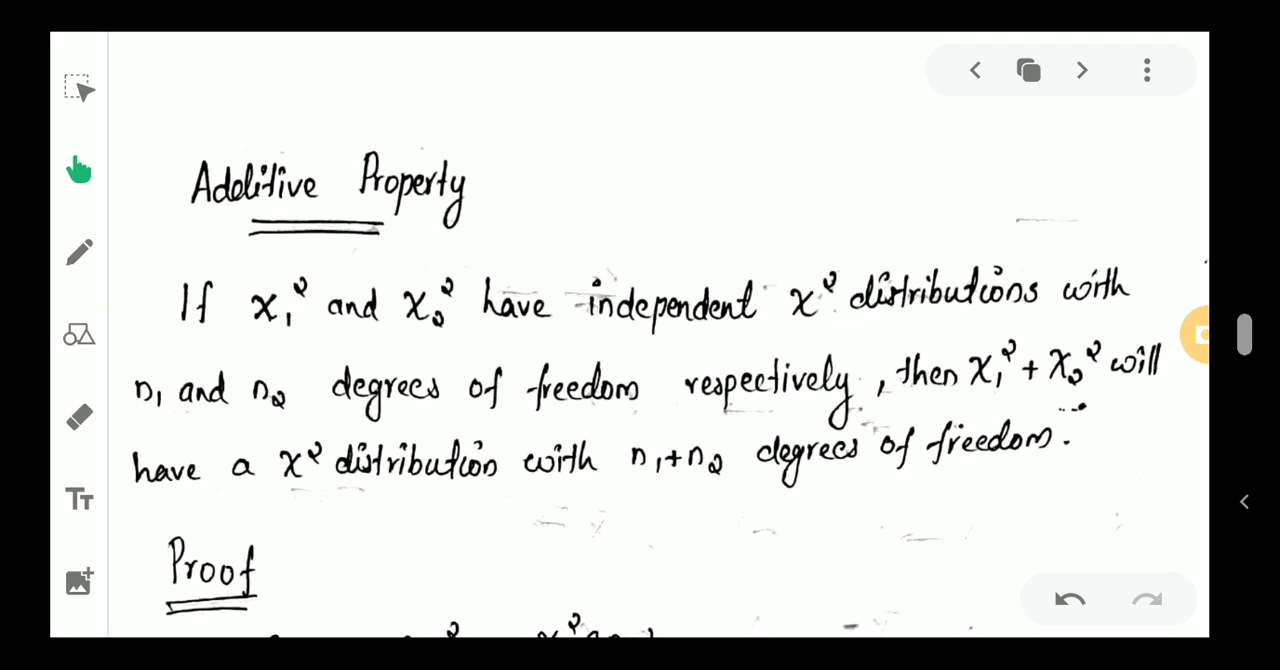 Additive Property
If χ₁² and χ₂² have independent χ² distributions with
n₁ and n₂ degrees of freedom respectively, then χ₁² + χ₂² will
have a χ² distribution with n₁+n₂ degrees of freedom.
Proof
TT